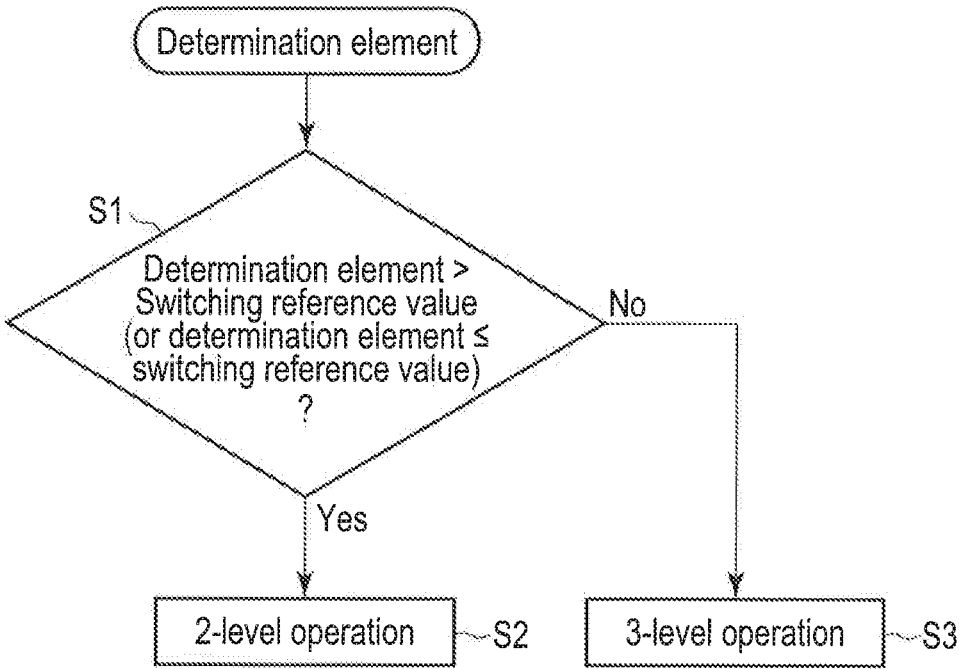 Determination element
S1
Determination element >
Switching reference value
(or determination element ≤
switching reference value)
?
No
Yes
2-level operation
S2
3-level operation
S3